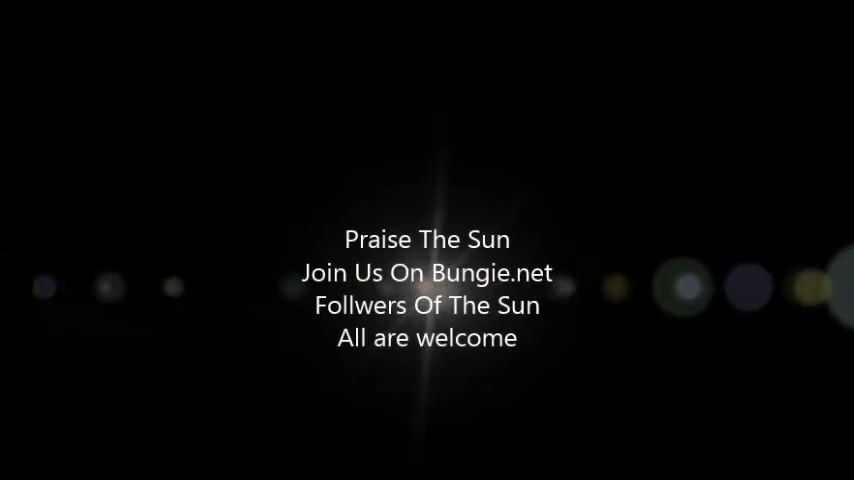 Praise The Sun
Join Us On Bungie.net
Follwers Of The Sun
All are welcome